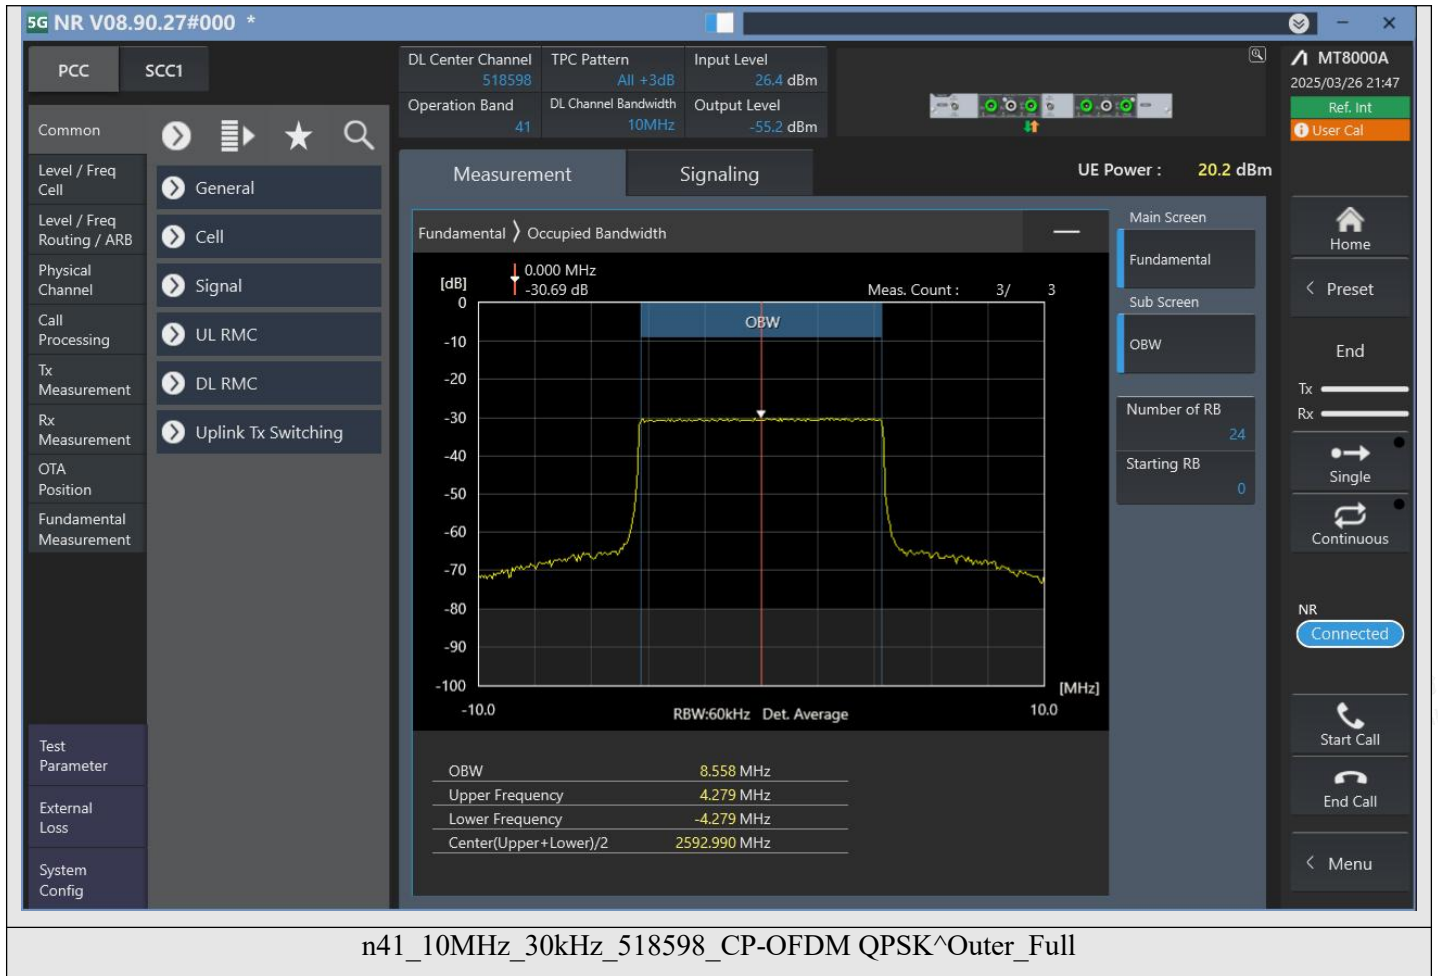 5G NR V08.90.27#000 *
PCC
SCC1
DL Center Channel
518598
TPC Pattern
All +3dB
Input Level
26.4 dBm
Operation Band
41
DL Channel Bandwidth
10MHz
Output Level
-55.2 dBm
MT8000A
2025/03/26 21:47
Ref. Int
User Cal
Common
Level / Freq
Cell
Level / Freq
Routing / ARB
Physical
Channel
Call
Processing
Tx
Measurement
Rx
Measurement
OTA
Position
Fundamental
Measurement
Test
Parameter
External
Loss
System
Config
General
Cell
Signal
UL RMC
DL RMC
Uplink Tx Switching
Measurement
Signaling
UE Power : 20.2 dBm
Fundamental 〉 Occupied Bandwidth
0.000 MHz
-30.69 dB
[dB]
Meas. Count : 3/ 3
OBW
0
-10
-20
-30
-40
-50
-60
-70
-80
-90
-100
[MHz]
-10.0
RBW:60kHz Det. Average
10.0
OBW 8.558 MHz
Upper Frequency 4.279 MHz
Lower Frequency -4.279 MHz
Center(Upper+Lower)/2 2592.990 MHz
Main Screen
Fundamental
Sub Screen
OBW
Number of RB
24
Starting RB
0
Home
Preset
End
Tx
Rx
Single
Continuous
NR
Connected
Start Call
End Call
Menu
n41_10MHz_30kHz_518598_CP-OFDM QPSK^Outer_Full